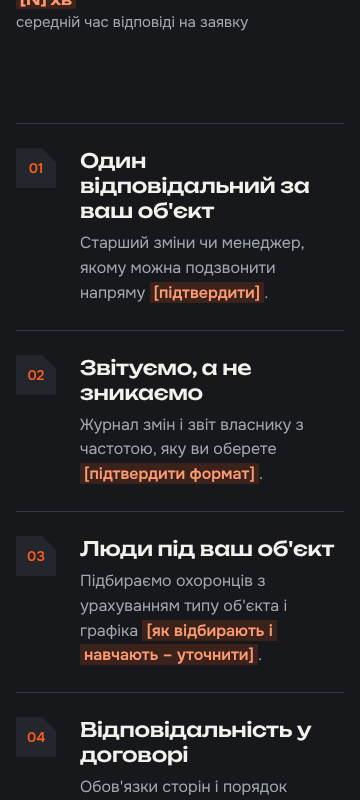 [N] хв
середній час відповіді на заявку
01
Один
відповідальний за
ваш об'єкт
Старший зміни чи менеджер,
якому можна подзвонити
напряму [підтвердити].
02
Звітуємо, а не
зникаємо
Журнал змін і звіт власнику з
частотою, яку ви оберете
[підтвердити формат].
03
Люди під ваш об'єкт
Підбираємо охоронців з
урахуванням типу об'єкта і
графіка [як відбирають і
навчають – уточнити].
04
Відповідальність у
договорі
Обов'язки сторін і порядок